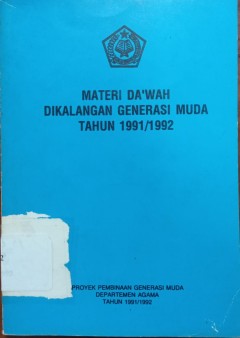 MATERI DA'WAH
DIKALANGAN GENERASI MUDA
TAHUN 1991/1992
PROYEK PEMBINAAN GENERASI MUDA
DEPARTEMEN AGAMA
TAHUN 1991/1992